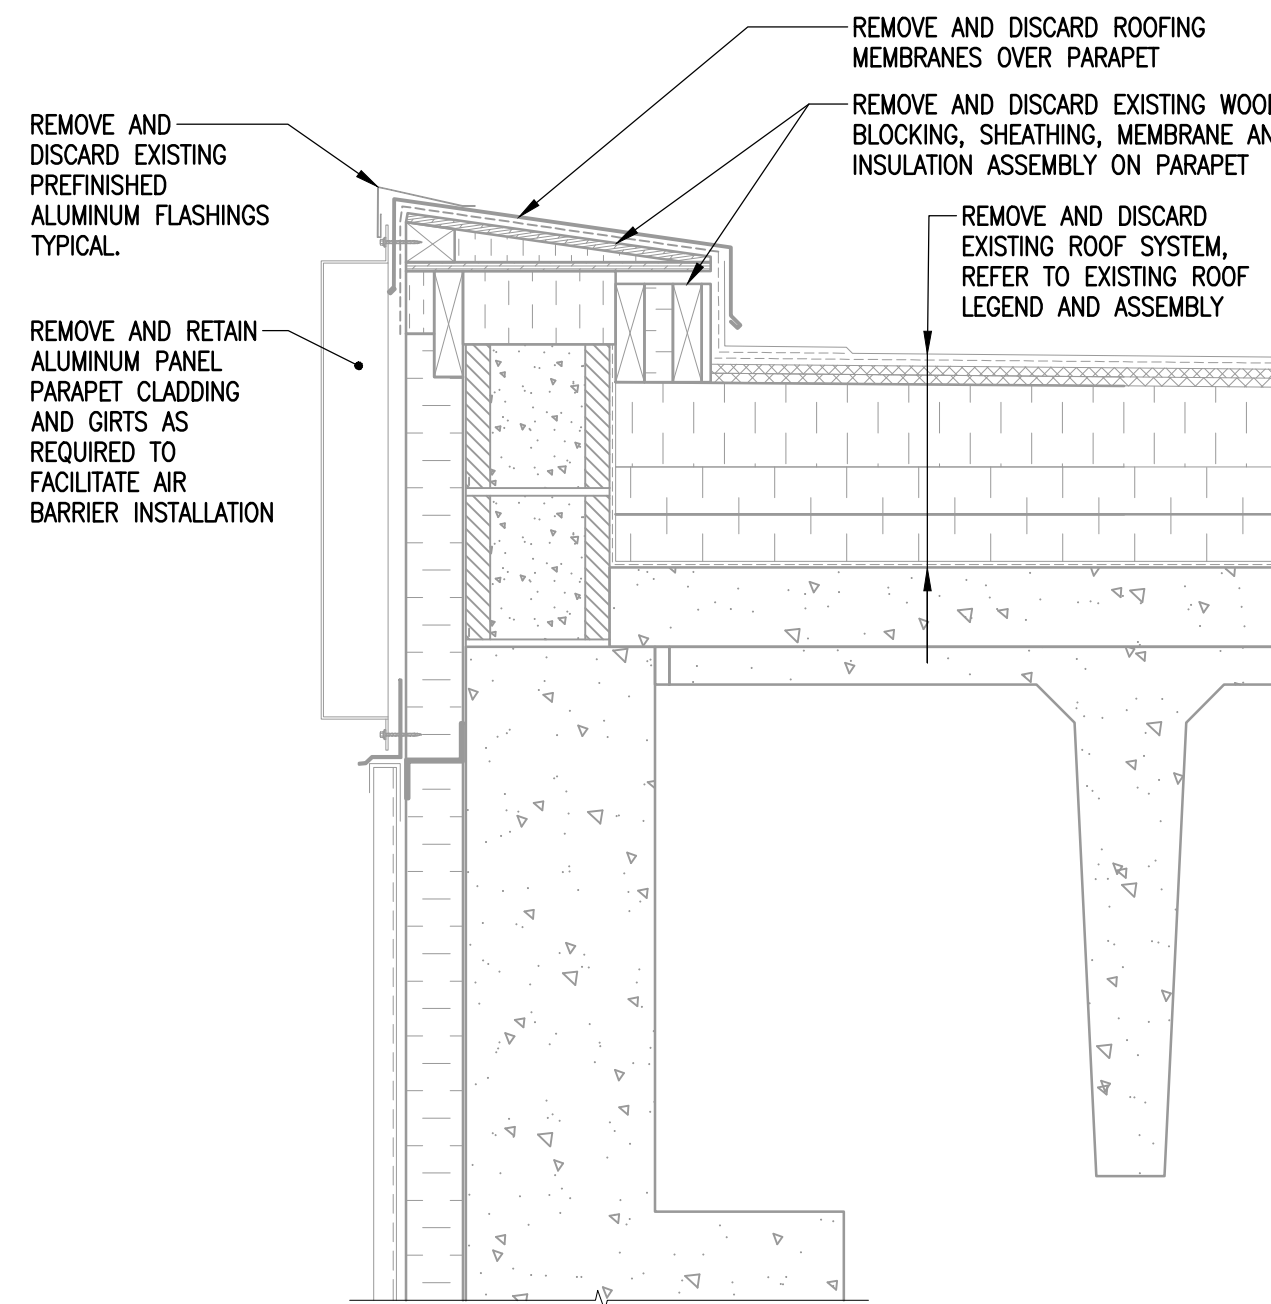 REMOVE AND DISCARD ROOFING
MEMBRANES OVER PARAPET
REMOVE AND DISCARD EXISTING
BLOCKING, SHEATHING, MEMBRANE
INSULATION ASSEMBLY ON PARAPET
REMOVE AND
DISCARD EXISTING
PREFINISHED
ALUMINUM FLASHINGS
TYPICAL.
REMOVE AND DISCARD
EXISTING ROOF SYSTEM,
REFER TO EXISTING ROOF
LEGEND AND ASSEMBLY
REMOVE AND RETAIN
ALUMINUM PANEL
PARAPET CLADDING
AND GIRTS AS
REQUIRED TO
FACILITATE AIR
BARRIER INSTALLATION